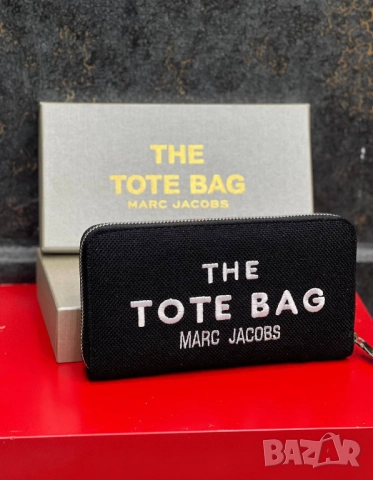 THE
TOTE BAG
MARC JACOBS
THE
TOTE BAG
MARC JACOBS
bazar